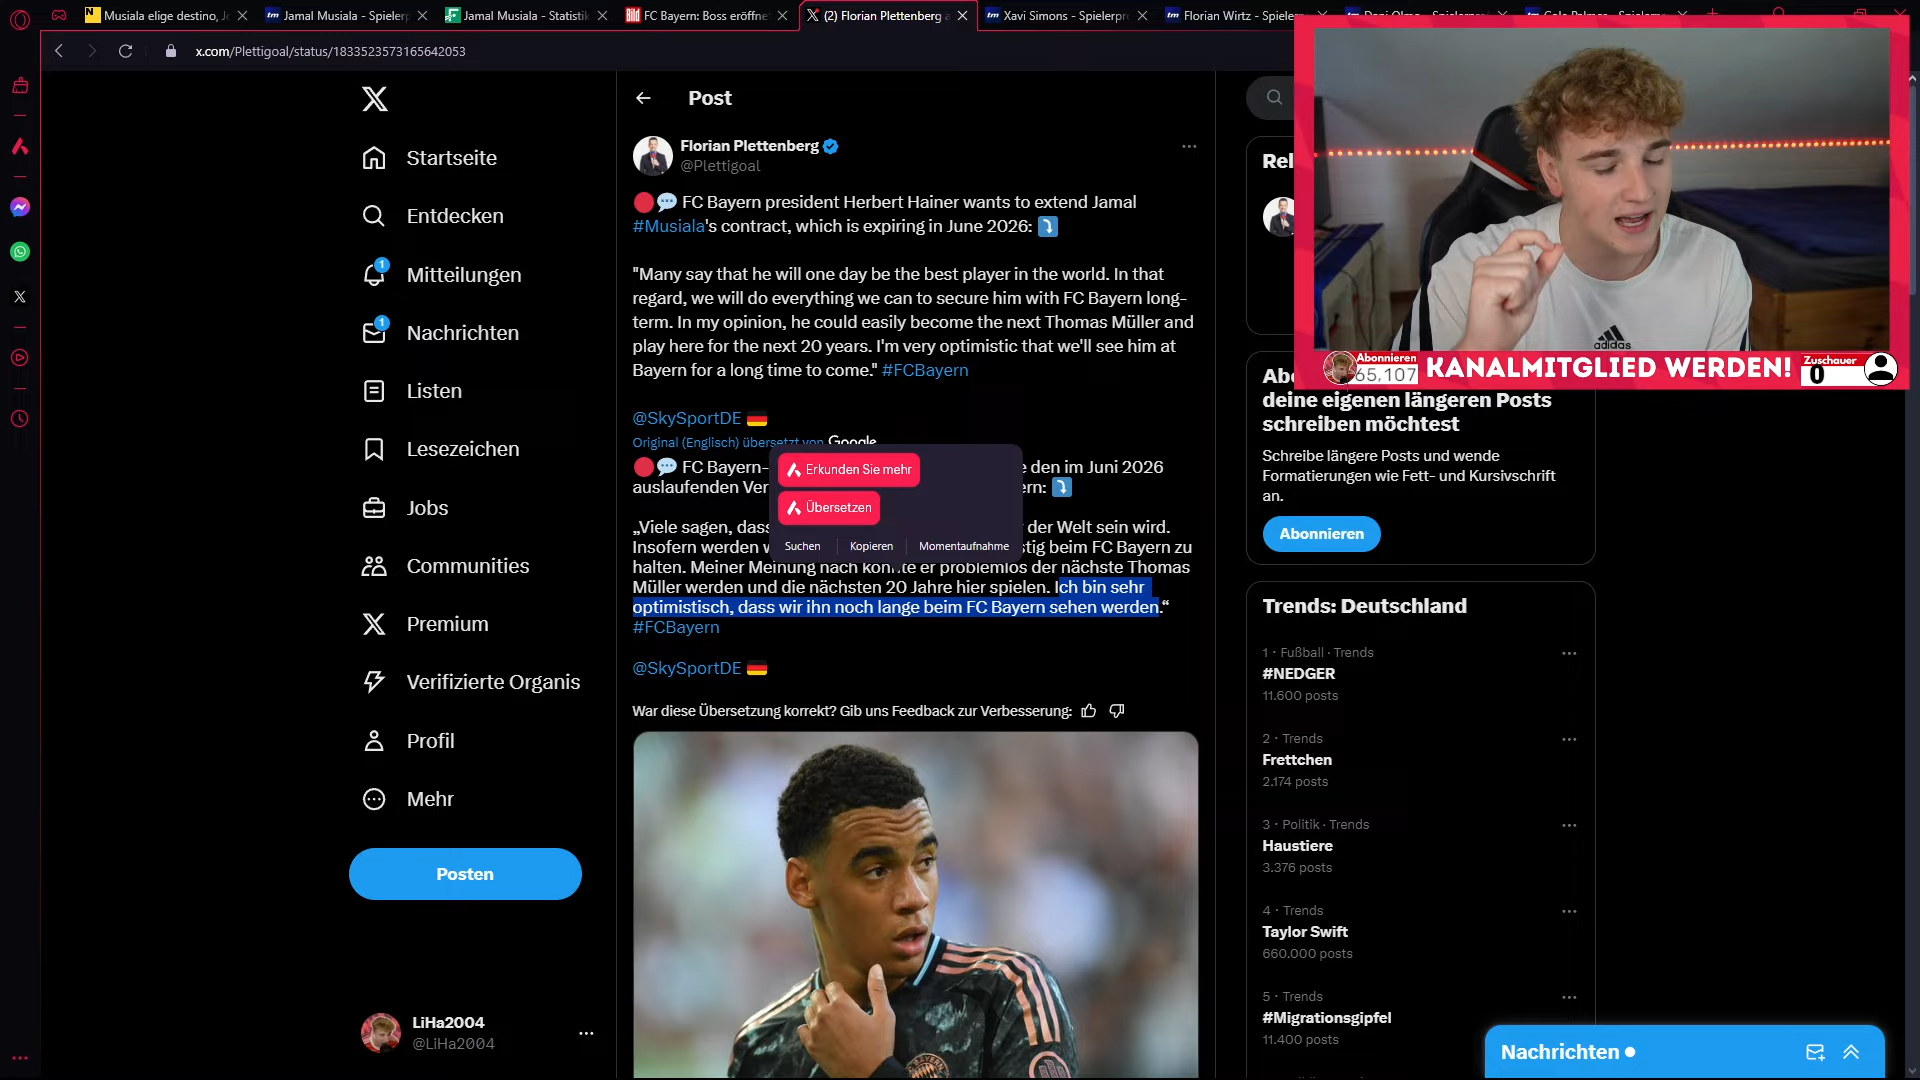 Musiala elige destino, J
Jamal Musiala - Spielerp
Jamal Musiala - Statistik
FC Bayern: Boss eröffne
(2) Florian Plettenberg a
Xavi Simons - Spielerpro
Florian Wirtz - Spieler
x.com/Plettigoal/status/1833523573165642053
Startseite
Entdecken
1
Mitteilungen
1
Nachrichten
Listen
Lesezeichen
Jobs
Communities
Premium
Verifizierte Organis
Profil
Mehr
Posten
LiHa2004
@LiHa2004
Post
Florian Plettenberg
@Plettigoal
FC Bayern president Herbert Hainer wants to extend Jamal
#Musiala's contract, which is expiring in June 2026:
"Many say that he will one day be the best player in the world. In that
regard, we will do everything we can to secure him with FC Bayern long-
term. In my opinion, he could easily become the next Thomas Müller and
play here for the next 20 years. I'm very optimistic that we'll see him at
Bayern for a long time to come." #FCBayern
@SkySportDE
Original (Englisch) übersetzt von Google
FC Bayern- e den im Juni 2026
auslaufenden Ver ern:
Erkunden Sie mehr
Übersetzen
Suchen
Kopieren
Momentaufnahme
„Viele sagen, dass der Welt sein wird.
Insofern werden w stig beim FC Bayern zu
halten. Meiner Meinung nach könnte er problemlos der nächste Thomas
Müller werden und die nächsten 20 Jahre hier spielen. Ich bin sehr
optimistisch, dass wir ihn noch lange beim FC Bayern sehen werden.“
#FCBayern
@SkySportDE
War diese Übersetzung korrekt? Gib uns Feedback zur Verbesserung:
Rel
adidas
Abonnieren
65,107
KANALMITGLIED WERDEN!
Zuschauer
0
Abo
deine eigenen längeren Posts
schreiben möchtest
Schreibe längere Posts und wende
Formatierungen wie Fett- und Kursivschrift
an.
Abonnieren
Trends: Deutschland
1 · Fußball · Trends
#NEDGER
11.600 posts
2 · Trends
Frettchen
2.174 posts
3 · Politik · Trends
Haustiere
3.376 posts
4 · Trends
Taylor Swift
660.000 posts
5 · Trends
#Migrationsgipfel
11.400 posts
Nachrichten